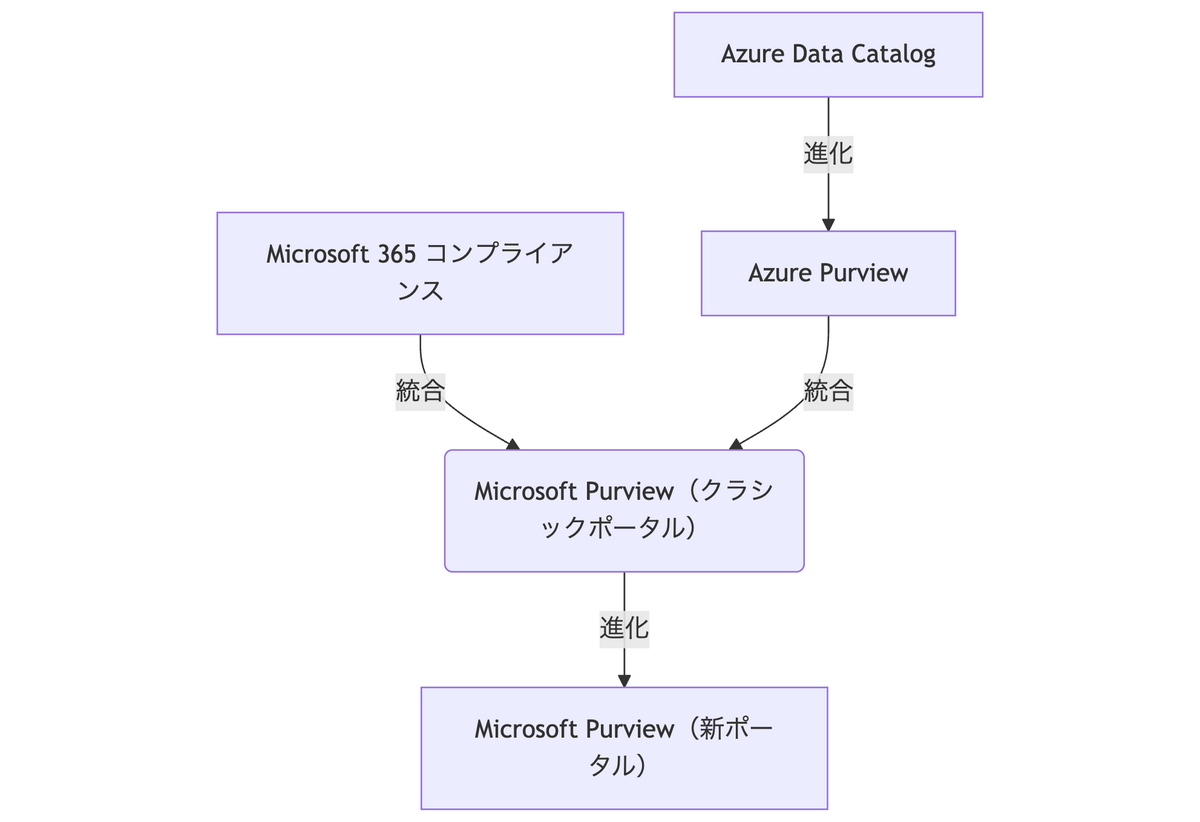 Azure Data Catalog
進化
Microsoft 365 コンプライア
ンス
Azure Purview
統合
統合
Microsoft Purview（クラシ
ックポータル）
進化
Microsoft Purview（新ポー
タル）